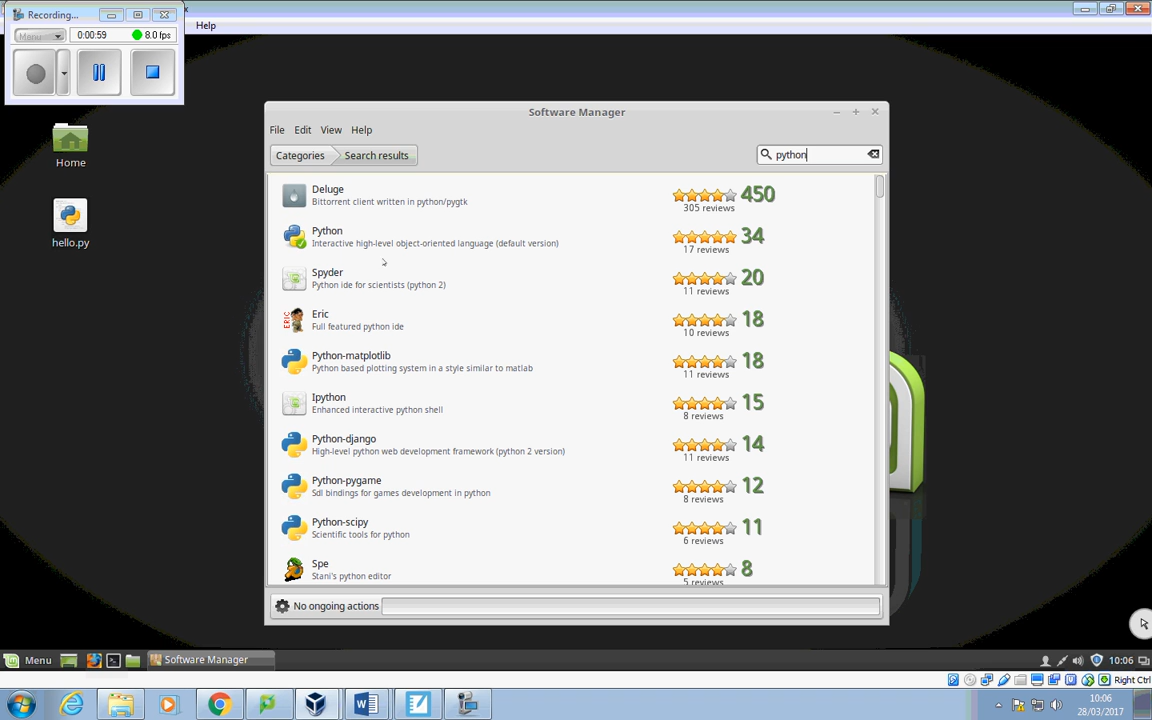 Recording...
Menu
0:00:59
8.0 fps
Help
Home
hello.py
Software Manager
File Edit View Help
Categories Search results
python
Deluge
Bittorrent client written in python/pygtk
450
305 reviews
Python
Interactive high-level object-oriented language (default version)
34
17 reviews
Spyder
Python ide for scientists (python 2)
20
11 reviews
Eric
Full featured python ide
18
10 reviews
ERIC
Python-matplotlib
Python based plotting system in a style similar to matlab
18
11 reviews
Ipython
Enhanced interactive python shell
15
8 reviews
Python-django
High-level python web development framework (python 2 version)
14
11 reviews
Python-pygame
Sdl bindings for games development in python
12
8 reviews
Python-scipy
Scientific tools for python
11
6 reviews
Spe
Stani's python editor
8
5 reviews
No ongoing actions
Menu
Software Manager
10:06
Right Ctrl
10:06
28/03/2017